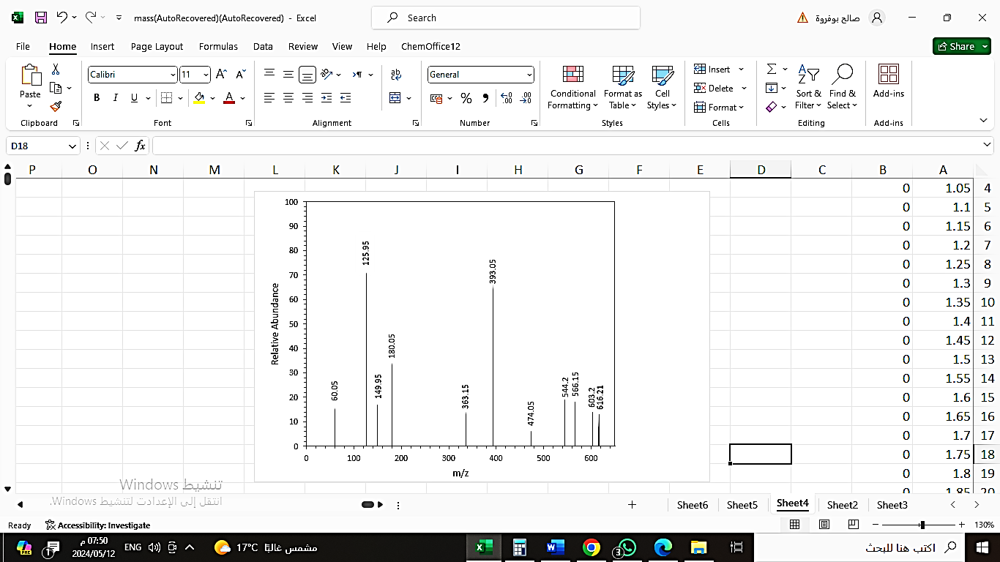 mass(AutoRecovered)(AutoRecovered) - Excel
Search
صالح بوفروة
File Home Insert Page Layout Formulas Data Review View Help ChemOffice12
Share
Paste
Calibri 11
B I U
General
Conditional Formatting
Format as Table
Cell Styles
Insert
Delete
Format
Sort & Filter
Find & Select
Add-ins
Clipboard Font Alignment Number Styles Cells Editing Add-ins
D18 fx
P O N M L K J I H G F E D C B A
0 1.05 4
0 1.1 5
0 1.15 6
0 1.2 7
0 1.25 8
0 1.3 9
0 1.35 10
0 1.4 11
0 1.45 12
0 1.5 13
0 1.55 14
0 1.6 15
0 1.65 16
0 1.7 17
0 1.75 18
0 1.8 19
0 1.85 20
Relative Abundance
100
90
80
70
60
50
40
30
20
10
0
60.05
125.95
149.95
180.05
363.15
393.05
474.05
544.2
566.15
603.2
616.21
0 100 200 300 400 500 600
m/z
تنشيط Windows
انتقل إلى الإعدادت لتنشيط Windows.
Sheet6 Sheet5 Sheet4 Sheet2 Sheet3
Ready Accessibility: Investigate 130%
07:50 م
2024/05/12
ENG
17°C مشمس غالبًا
اكتب هنا للبحث